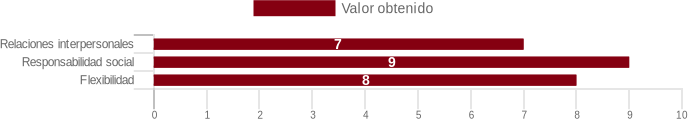 Valor obtenido
Relaciones interpersonales 7
Responsabilidad social 9
Flexibilidad 8
0 1 2 3 4 5 6 7 8 9 10